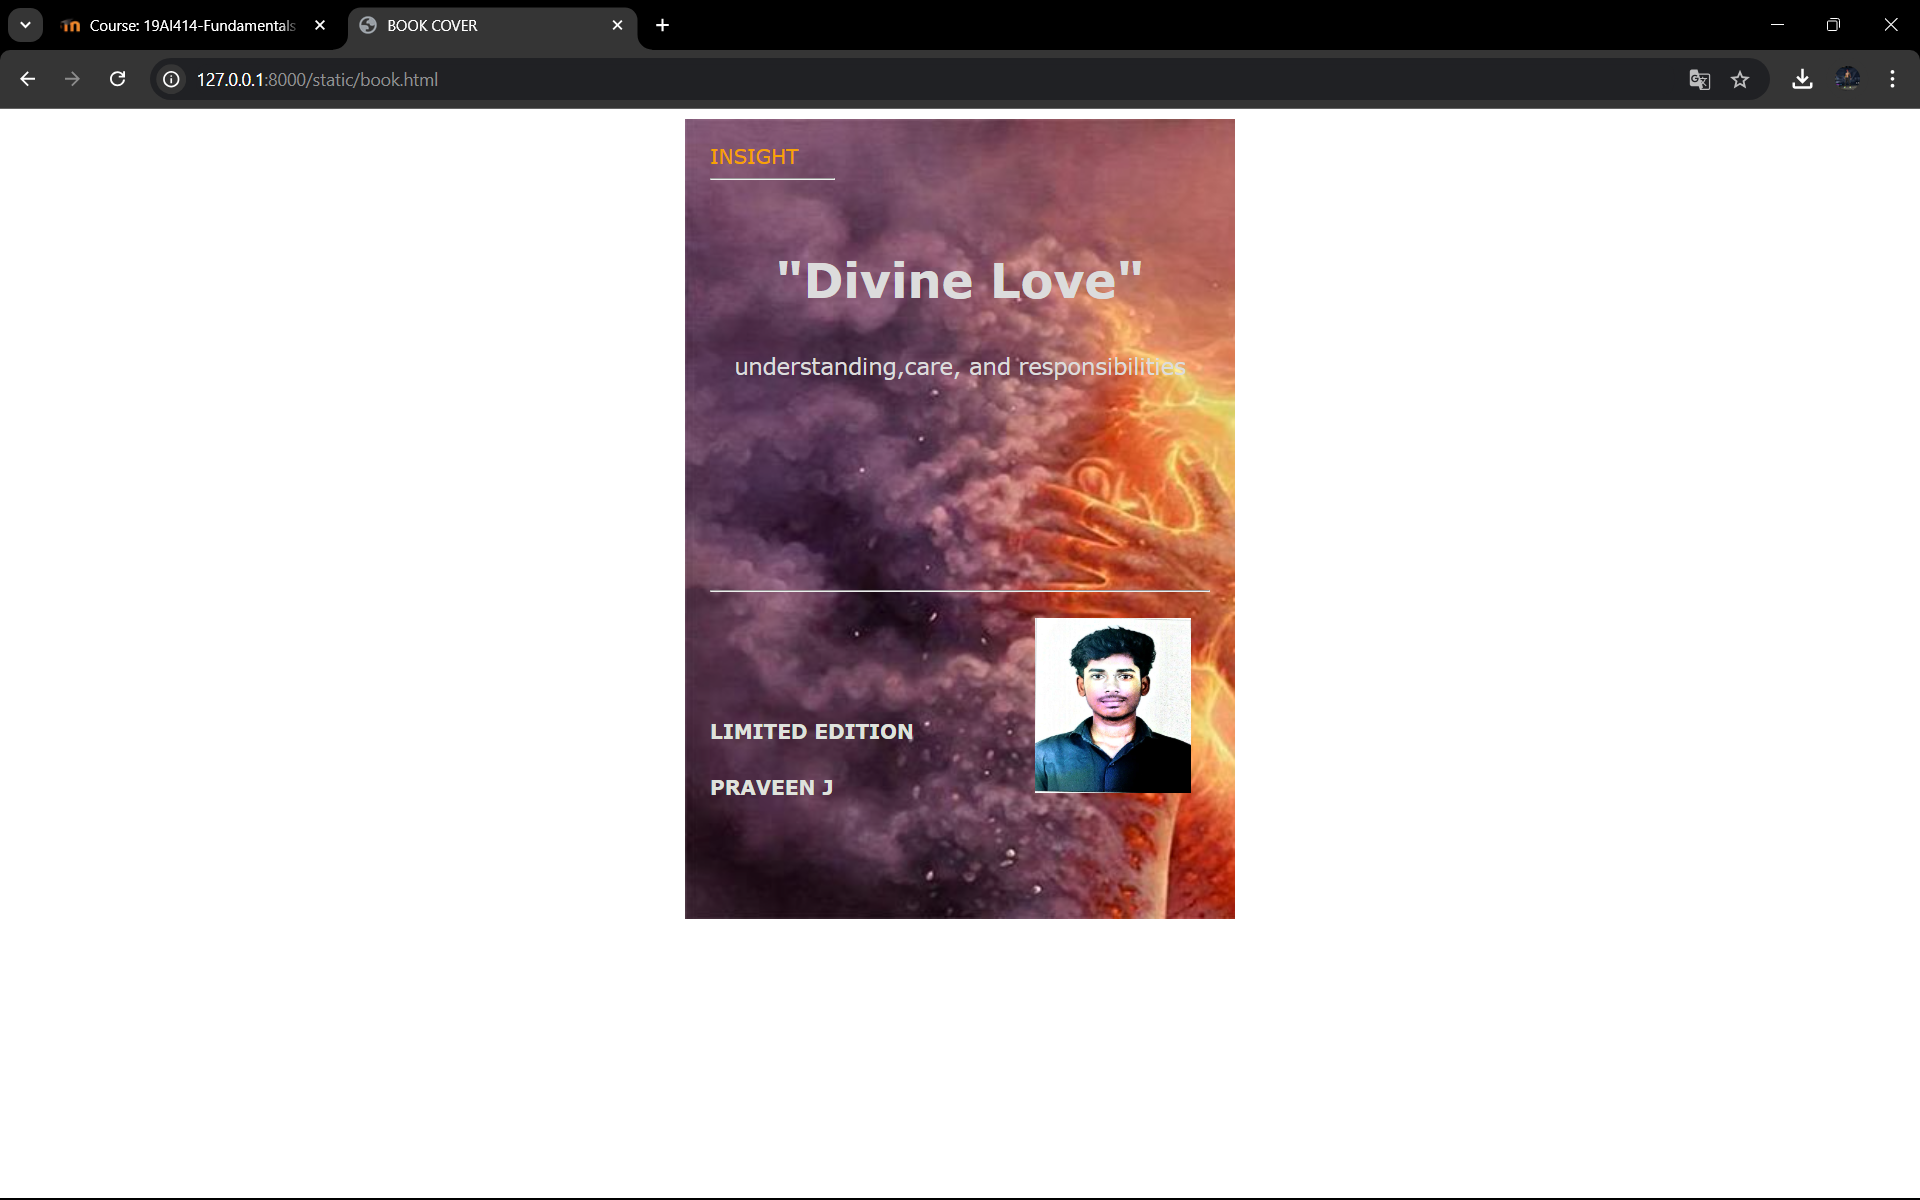 Course: 19AI414-Fundamentals
BOOK COVER
127.0.0.1:8000/static/book.html
INSIGHT
"Divine Love"
understanding,care, and responsibilities
LIMITED EDITION
PRAVEEN J